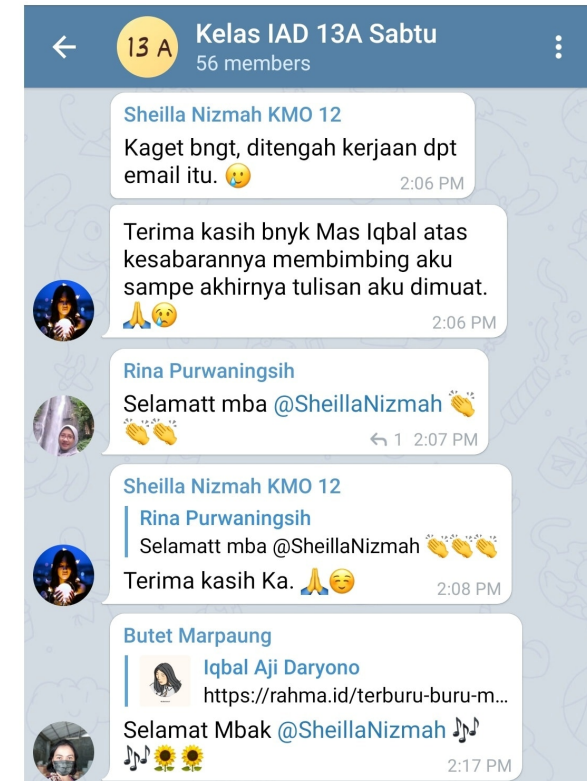 13 A
Kelas IAD 13A Sabtu
56 members
Sheilla Nizmah KMO 12
Kaget bngt, ditengah kerjaan dpt
email itu. 🥲
2:06 PM
Terima kasih bnyk Mas Iqbal atas
kesabarannya membimbing aku
sampe akhirnya tulisan aku dimuat.
🙏😢
2:06 PM
Rina Purwaningsih
Selamatt mba @SheillaNizmah 👏
👏👏
1 2:07 PM
Sheilla Nizmah KMO 12
Rina Purwaningsih
Selamatt mba @SheillaNizmah 👏👏👏
Terima kasih Ka. 🙏☺️
2:08 PM
Butet Marpaung
Iqbal Aji Daryono
https://rahma.id/terburu-buru-m...
Selamat Mbak @SheillaNizmah 🎶
🎶🌻🌻
2:17 PM